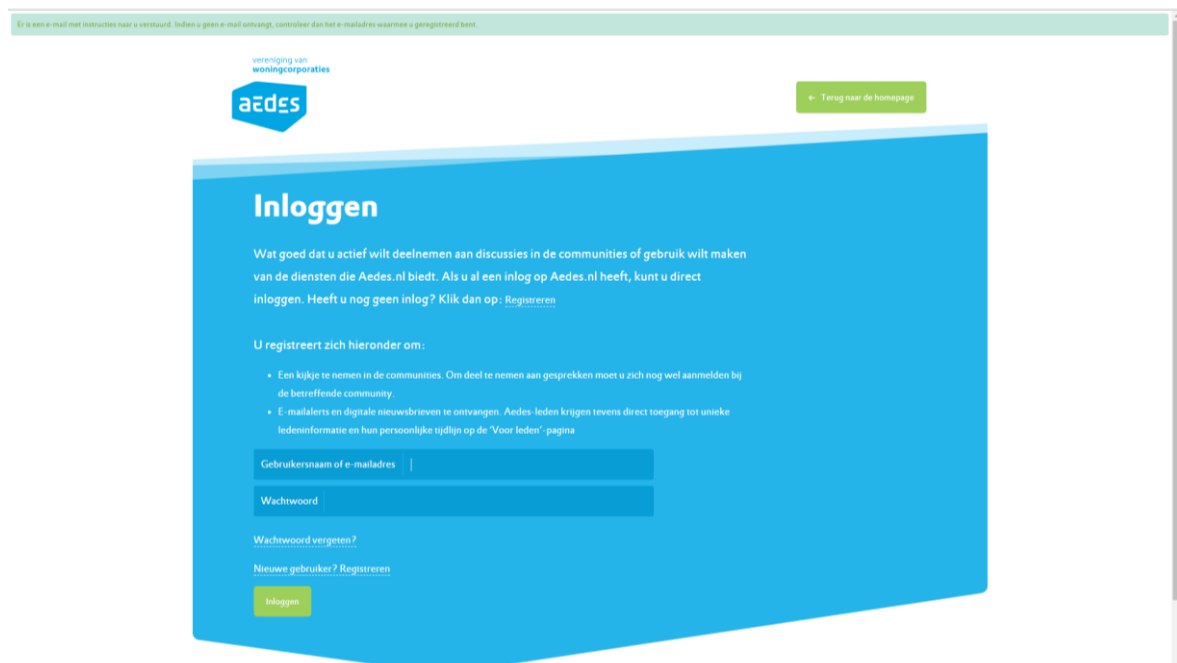 Er is een e-mail met instructies naar u verstuurd. Indien u geen e-mail ontvangt, controleer dan het e-mailadres waarmee u geregistreerd bent.
vereniging van
woningcorporaties
aedes
← Terug naar de homepage
Inloggen
Wat goed dat u actief wilt deelnemen aan discussies in de communities of gebruik wilt maken
van de diensten die Aedes.nl biedt. Als u al een inlog op Aedes.nl heeft, kunt u direct
inloggen. Heeft u nog geen inlog? Klik dan op: Registreren
U registreert zich hieronder om:
• Een kijkje te nemen in de communities. Om deel te nemen aan gesprekken moet u zich nog wel aanmelden bij
de betreffende community.
• E-mailalerts en digitale nieuwsbrieven te ontvangen. Aedes-leden krijgen tevens direct toegang tot unieke
ledeninformatie en hun persoonlijke tijdlijn op de 'Voor leden'-pagina
Gebruikersnaam of e-mailadres
Wachtwoord
Wachtwoord vergeten?
Nieuwe gebruiker? Registreren
Inloggen